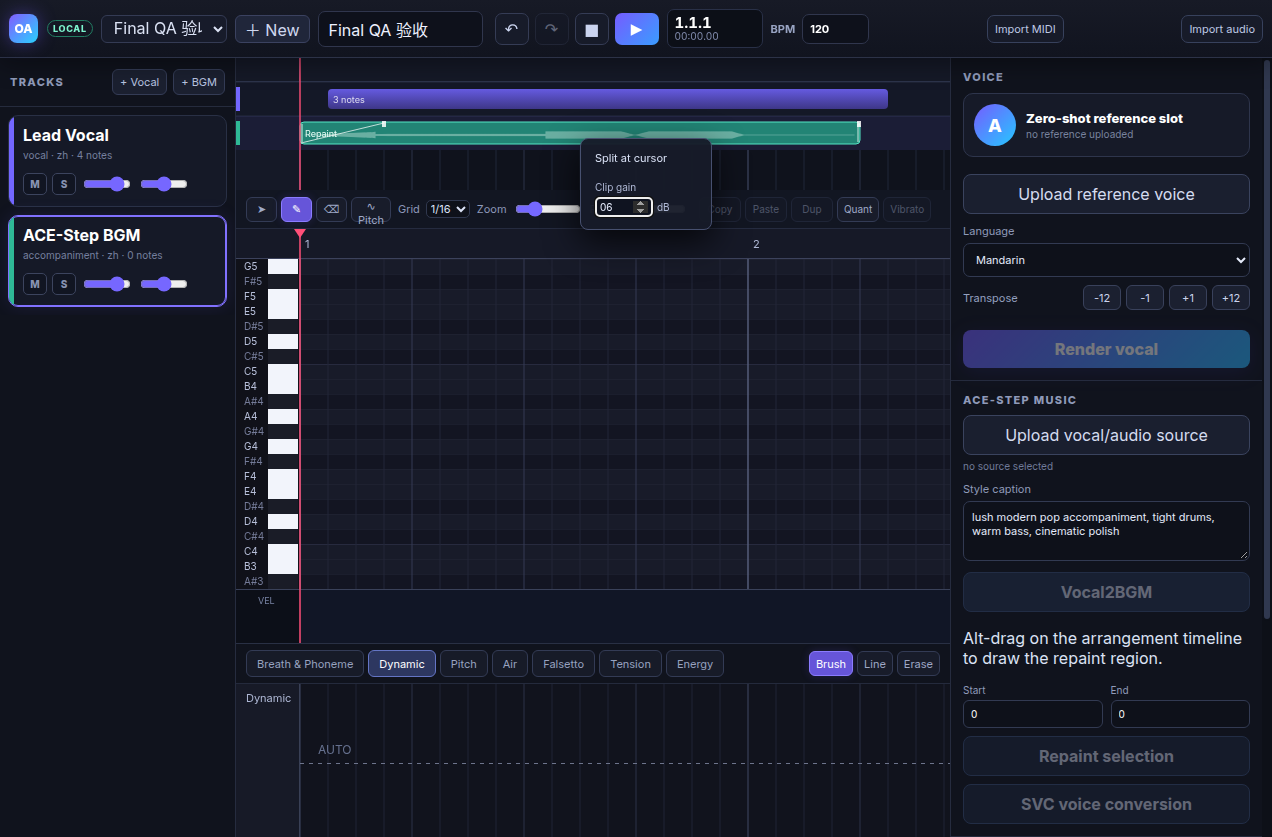 OA
LOCAL
Final QA 验收
+ New
Final QA 验收
1.1.1
00:00.00
BPM
120
Import MIDI
Import audio
TRACKS
+ Vocal
+ BGM
Lead Vocal
vocal · zh · 4 notes
M
S
ACE-Step BGM
accompaniment · zh · 0 notes
M
S
3 notes
Repaint
Split at cursor
Clip gain
06
dB
Pitch
Grid
1/16
Zoom
Copy
Paste
Dup
Quant
Vibrato
1
2
G5
F#5
F5
E5
D#5
D5
C#5
C5
B4
A#4
A4
G#4
G4
F#4
F4
E4
D#4
D4
C#4
C4
B3
A#3
VEL
Breath & Phoneme
Dynamic
Pitch
Air
Falsetto
Tension
Energy
Brush
Line
Erase
Dynamic
AUTO
VOICE
A
Zero-shot reference slot
no reference uploaded
Upload reference voice
Language
Mandarin
Transpose
-12
-1
+1
+12
Render vocal
ACE-STEP MUSIC
Upload vocal/audio source
no source selected
Style caption
lush modern pop accompaniment, tight drums,
warm bass, cinematic polish
Vocal2BGM
Alt-drag on the arrangement timeline
to draw the repaint region.
Start
End
0
0
Repaint selection
SVC voice conversion